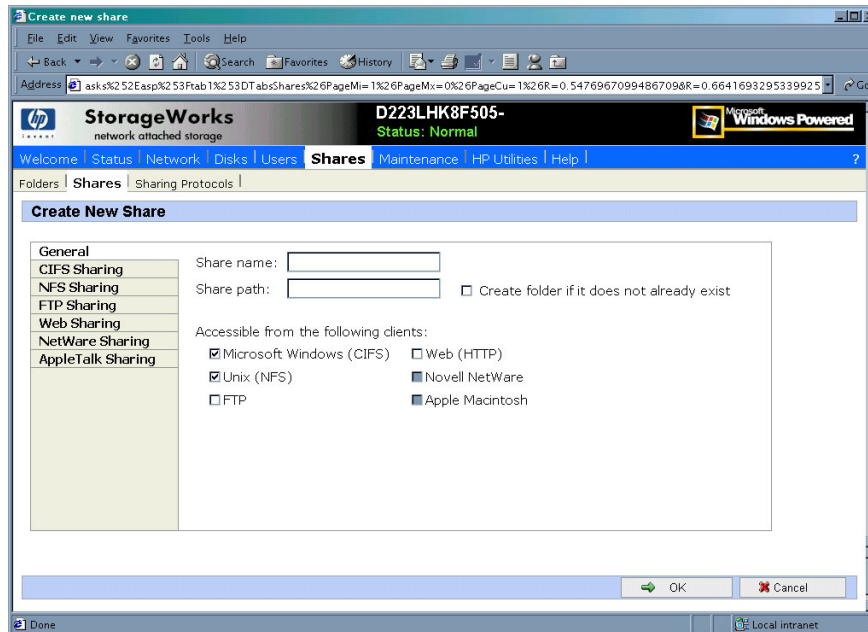 Create new share
File Edit View Favorites Tools Help
Back Search Favorites History
Address asks%252Easp%253Ftab1%253DTabsShares%26PageMi=1%26PageMx=0%26PageCu=1%26R=0.5476967099486709&R=0.6641693295339925 Go
hp StorageWorks D223LHK8F505- Microsoft Windows Powered
invent network attached storage Status: Normal
Welcome Status Network Disks Users Shares Maintenance HP Utilities Help ?
Folders Shares Sharing Protocols
Create New Share
General
CIFS Sharing
NFS Sharing
FTP Sharing
Web Sharing
NetWare Sharing
AppleTalk Sharing
Share name:
Share path: Create folder if it does not already exist
Accessible from the following clients:
Microsoft Windows (CIFS) Web (HTTP)
Unix (NFS) Novell NetWare
FTP Apple Macintosh
OK Cancel
Done Local intranet